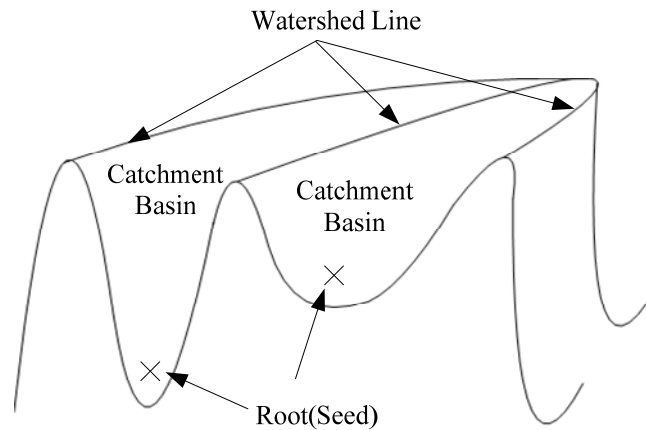 Watershed Line
Catchment
Basin
Catchment
Basin
Root(Seed)